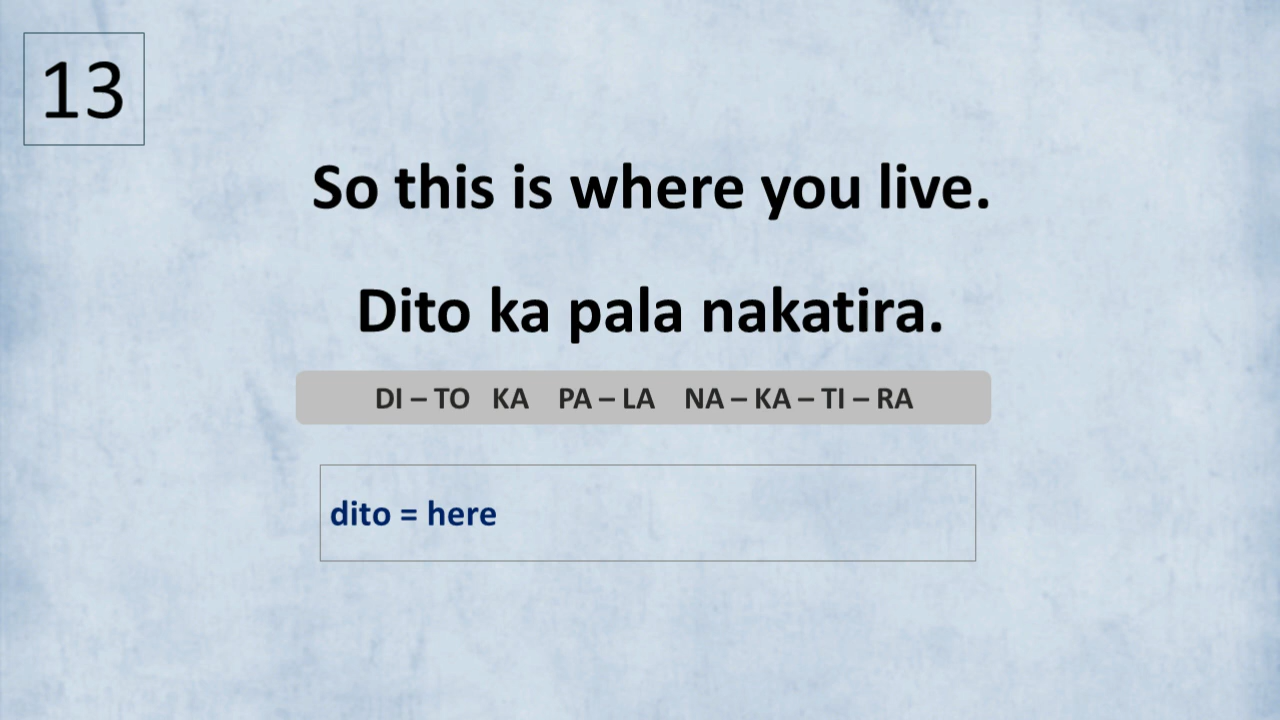 13
So this is where you live.
Dito ka pala nakatira.
DI – TO KA PA – LA NA – KA – TI – RA
dito = here